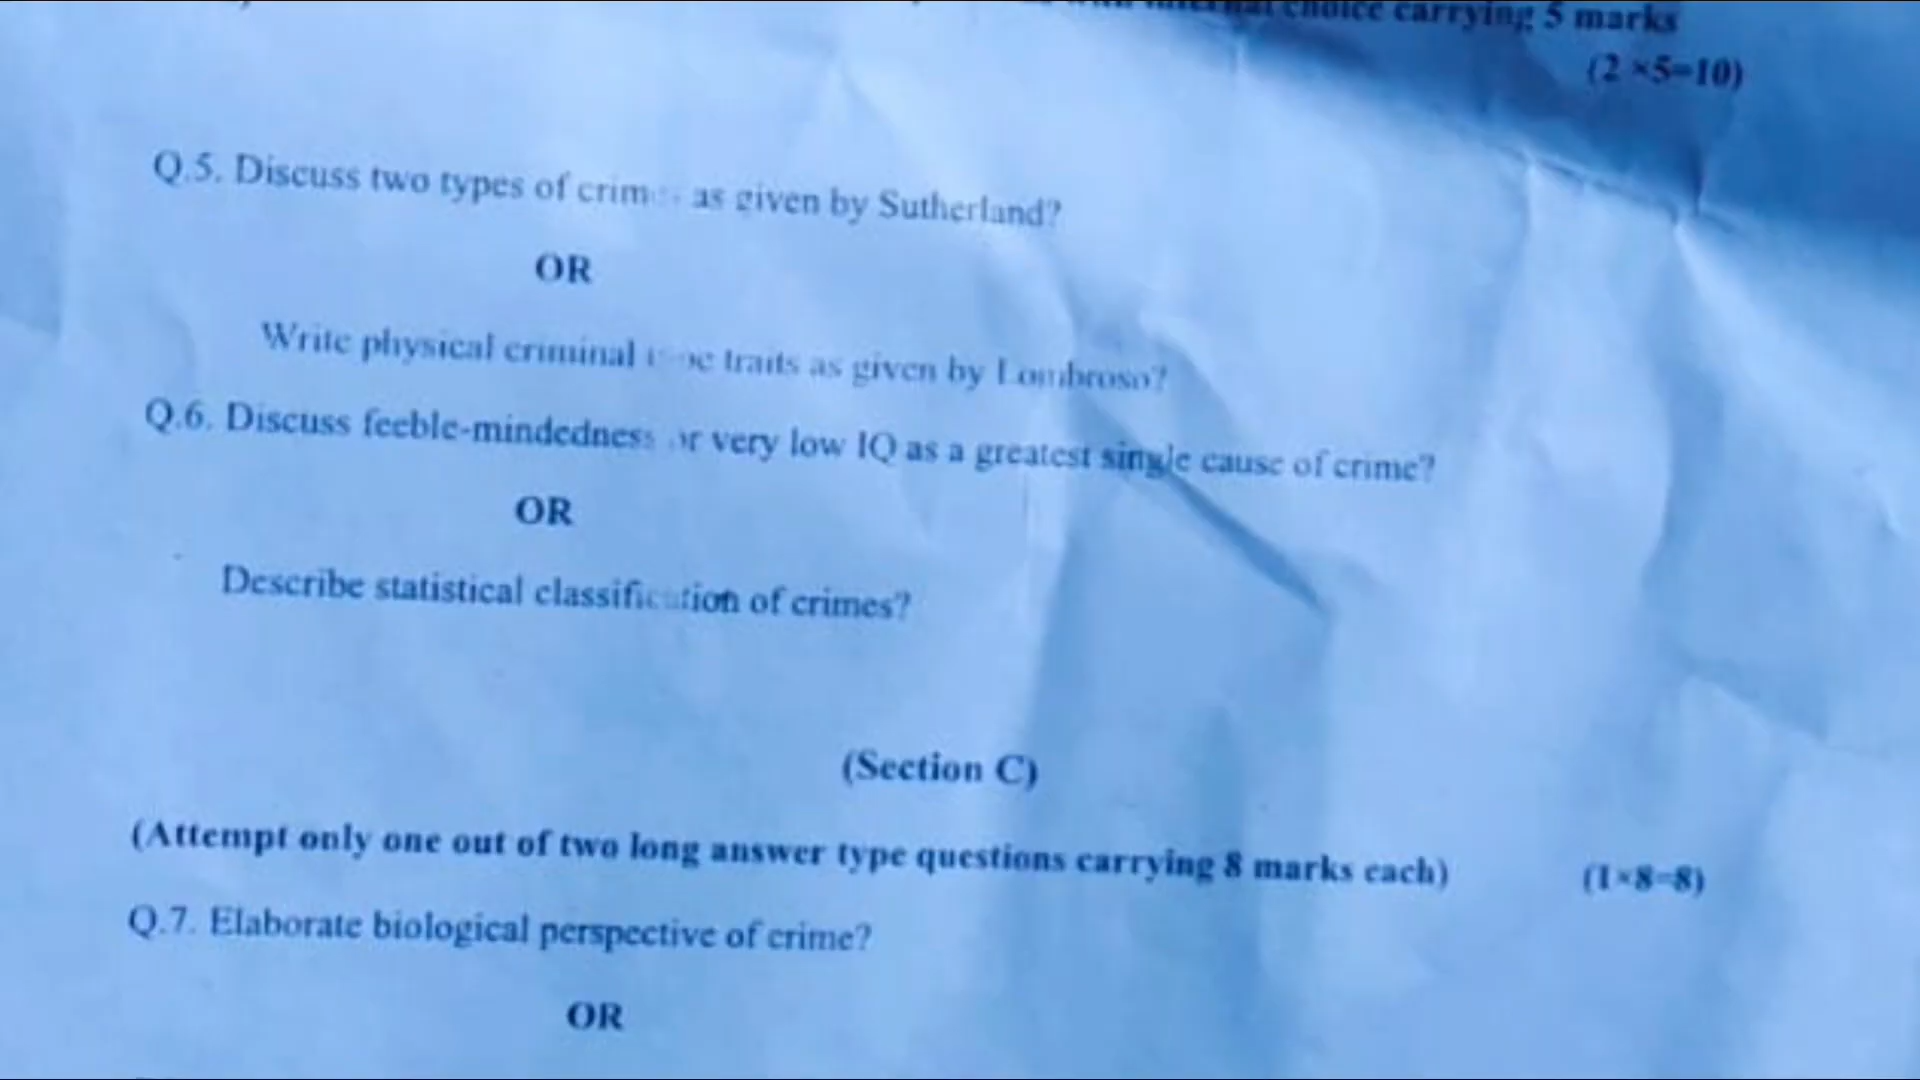 choice carrying 5 marks
(2 ×5=10)
Q.5. Discuss two types of as given by Sutherland?
OR
Write physical criminal traits as given by Lombroso?
Q.6. Discuss feeble-mindedness or very low IQ as a greatest single cause of crime?
OR
Describe statistical classification of crimes?
(Section C)
(Attempt only one out of two long answer type questions carrying 8 marks each) (1×8=8)
Q.7. Elaborate biological perspective of crime?
OR